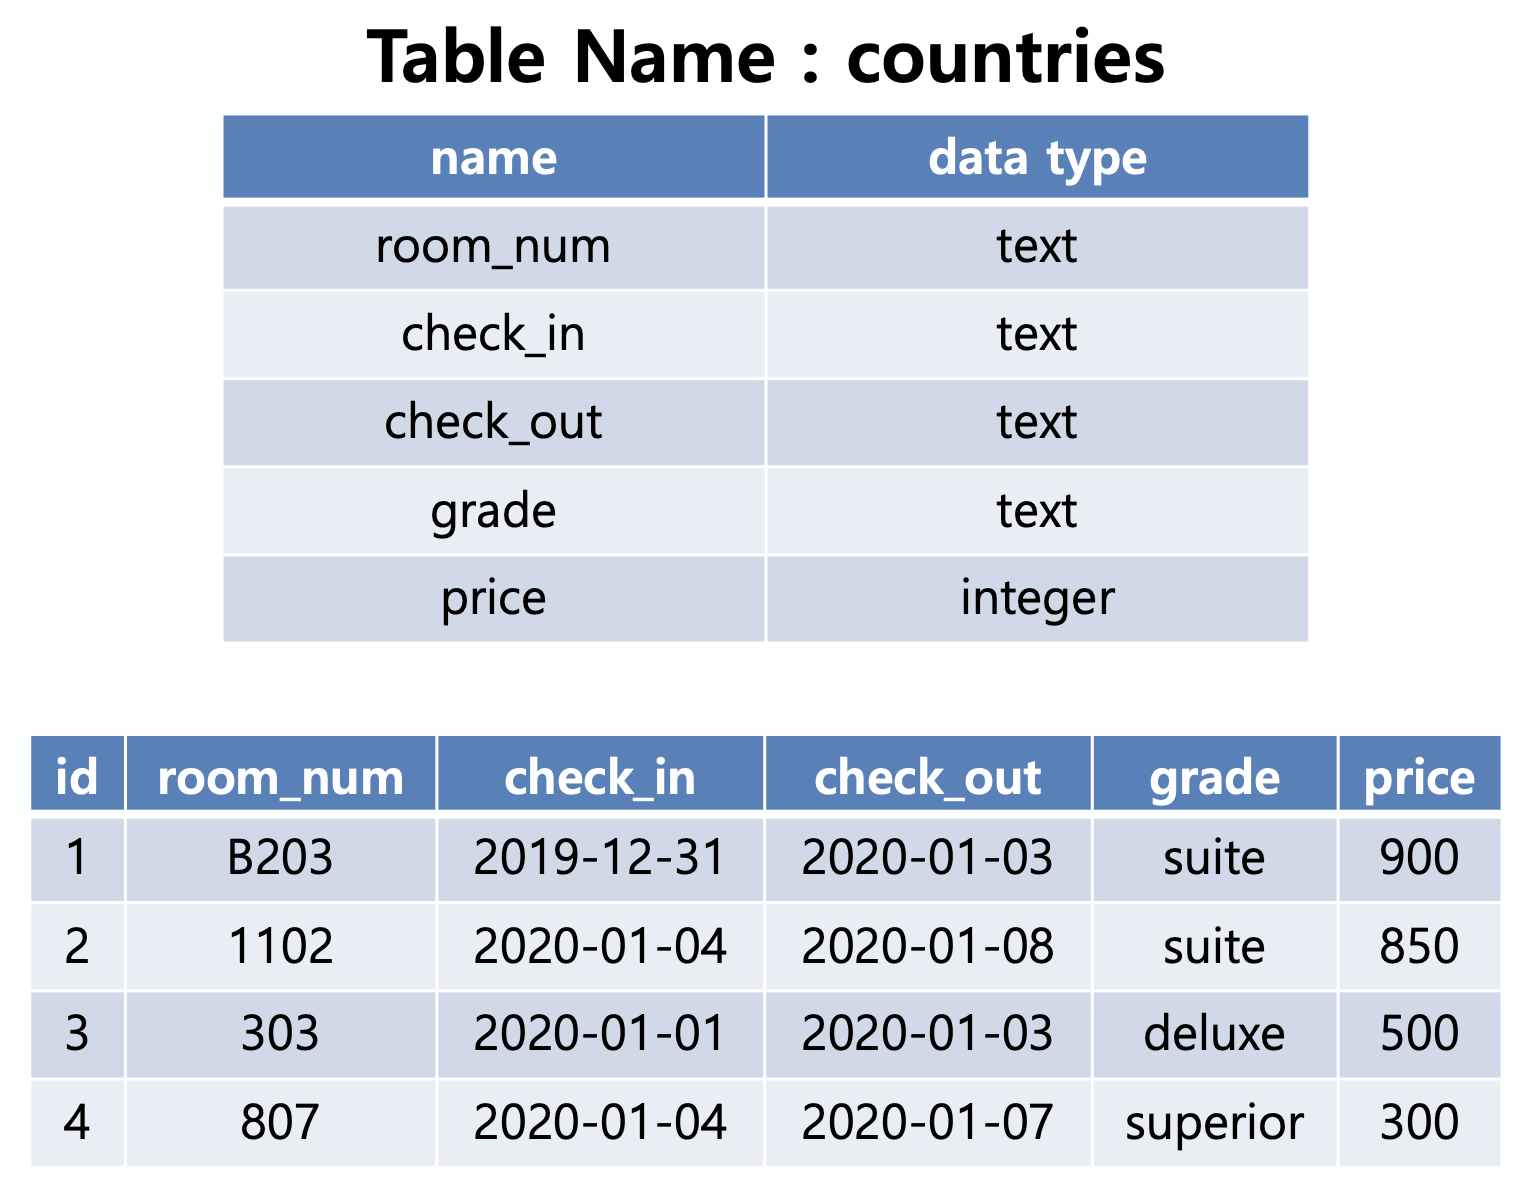 Table Name : countries
name data type
room_num text
check_in text
check_out text
grade text
price integer
id room_num check_in check_out grade price
1 B203 2019-12-31 2020-01-03 suite 900
2 1102 2020-01-04 2020-01-08 suite 850
3 303 2020-01-01 2020-01-03 deluxe 500
4 807 2020-01-04 2020-01-07 superior 300